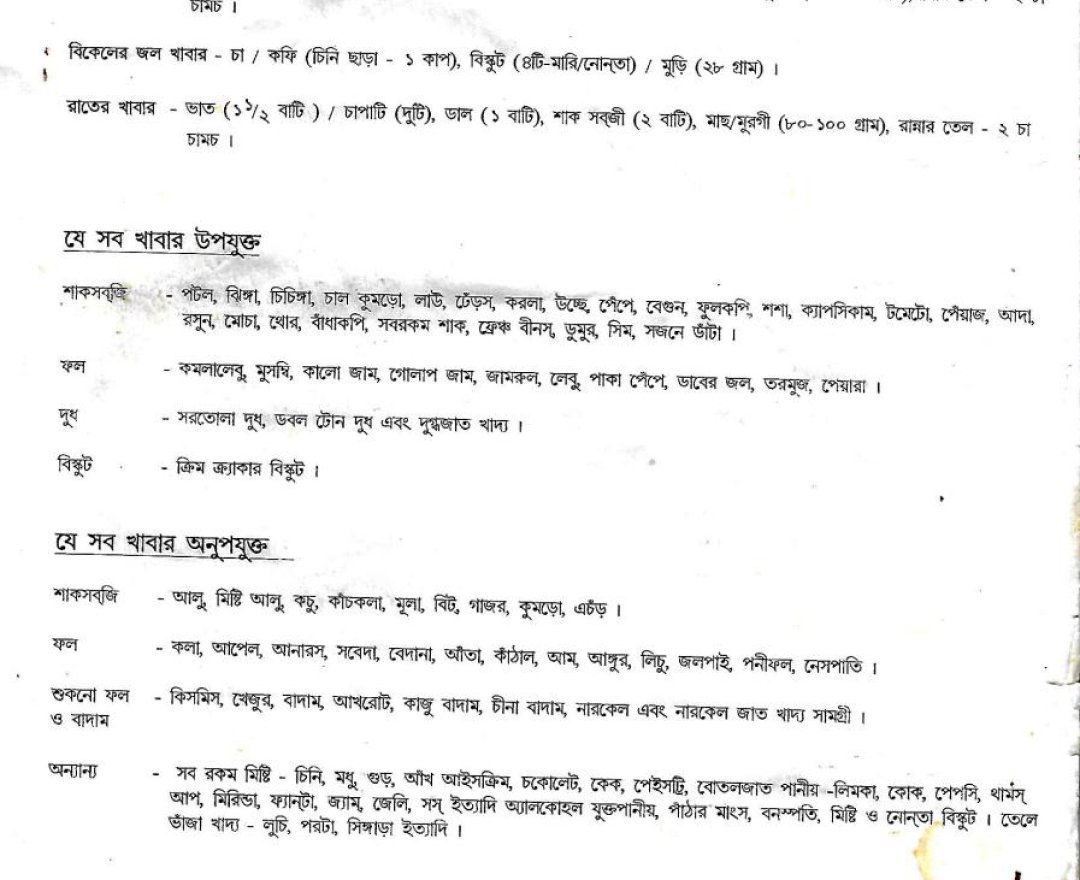 চামচ ।
বিকেলের জল খাবার - চা / কফি (চিনি ছাড়া - ১ কাপ), বিস্কুট (৪টি-মারি/নোন্‌তা) / মুড়ি (২৮ গ্রাম) ।
রাতের খাবার - ভাত (১ ১/২ বাটি ) / চাপাটি (দুটি), ডাল (১ বাটি), শাক সব্‌জী (২ বাটি), মাছ/মুরগী (৮০-১০০ গ্রাম), রান্নার তেল - ২ চা
চামচ ।
যে সব খাবার উপযুক্ত
শাকসব্‌জি - পটল, ঝিঙ্গা, চিচিঙ্গা, চাল কুমড়ো, লাউ, ঢেঁড়স, করলা, উচ্ছে, পেঁপে, বেগুন, ফুলকপি, শশা, ক্যাপসিকাম, টমেটো, পেঁয়াজ, আদা,
রসুন, মোচা, থোর, বাঁধাকপি, সবরকম শাক, ফ্রেঞ্চ বীনস্, ডুমুর, সিম, সজনে ডাঁটা ।
ফল - কমলালেবু, মুসম্বি, কালো জাম, গোলাপ জাম, জামরুল, লেবু, পাকা পেঁপে, ডাবের জল, তরমুজ, পেয়ারা ।
দুধ - সরতোলা দুধ, ডবল টোন দুধ এবং দুগ্ধজাত খাদ্য ।
বিস্কুট - ক্রিম ক্র্যাকার বিস্কুট ।
যে সব খাবার অনুপযুক্ত
শাকসব্‌জি - আলু, মিষ্টি আলু, কচু, কাঁচকলা, মূলা, বিট, গাজর, কুমড়ো, এচঁড় ।
ফল - কলা, আপেল, আনারস, সবেদা, বেদানা, আঁতা, কাঁঠাল, আম, আঙ্গুর, লিচু, জলপাই, পনীফল, নেসপাতি ।
শুকনো ফল - কিসমিস, খেজুর, বাদাম, আখরোট, কাজু বাদাম, চীনা বাদাম, নারকেল এবং নারকেল জাত খাদ্য সামগ্রী ।
ও বাদাম
অন্যান্য - সব রকম মিষ্টি - চিনি, মধু, গুড়, আঁখ আইসক্রিম, চকোলেট, কেক, পেইসট্রি, বোতলজাত পানীয় -লিমকা, কোক, পেপসি, থার্মস্
আপ, মিরিন্ডা, ফ্যান্‌টা, জ্যাম, জেলি, সস্ ইত্যাদি অ্যালকোহল যুক্তপানীয়, পাঁঠার মাংস, বনস্পতি, মিষ্টি ও নোন্‌তা বিস্কুট । তেলে
ভাঁজা খাদ্য - লুচি, পরটা, সিঙ্গাড়া ইত্যাদি ।